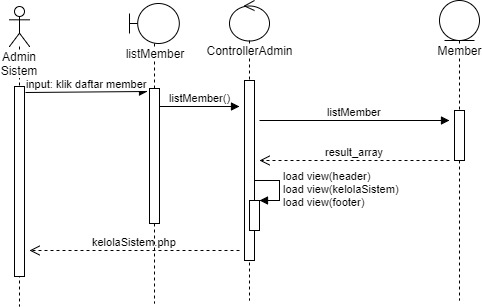 Admin
Sistem
listMember
ControllerAdmin
Member
input: klik daftar member
listMember()
listMember
result_array
load view(header)
load view(kelolaSistem)
load view(footer)
kelolaSistem.php